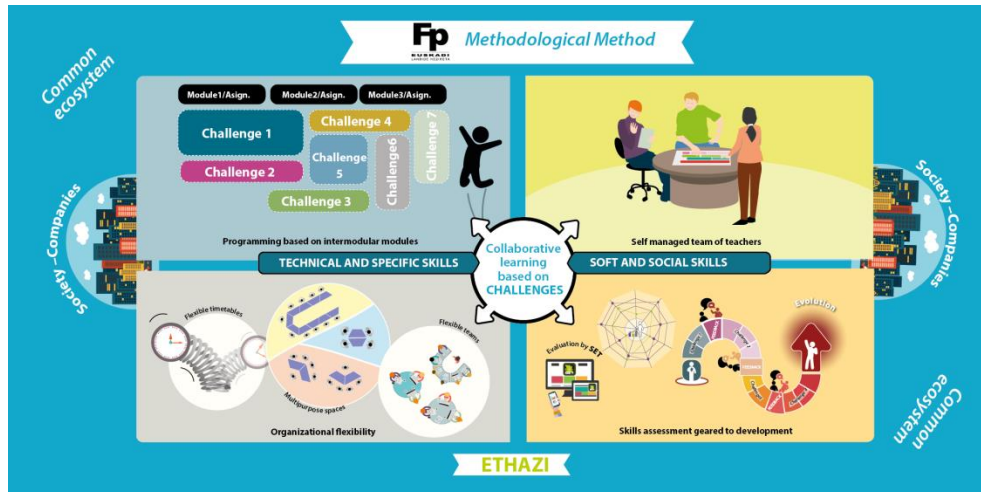 Fp
EUSKADI
LANBIDE HEZIKETA
Methodological Method
Common
ecosystem
Society –Companies
Module1/Asign.
Module2/Asign.
Module3/Asign.
Challenge 1
Challenge 4
Challenge 7
Challenge 2
Challenge
5
Challenge6
Challenge 3
Programming based on intermodular modules
Self managed team of teachers
Society –Companies
TECHNICAL AND SPECIFIC SKILLS
Collaborative
learning
based on
CHALLENGES
SOFT AND SOCIAL SKILLS
Flexible timetables
Multipurpose spaces
Flexible teams
Organizational flexibility
Evaluation by SET
Evolution
Skills assessment geared to development
Common
ecosystem
ETHAZI